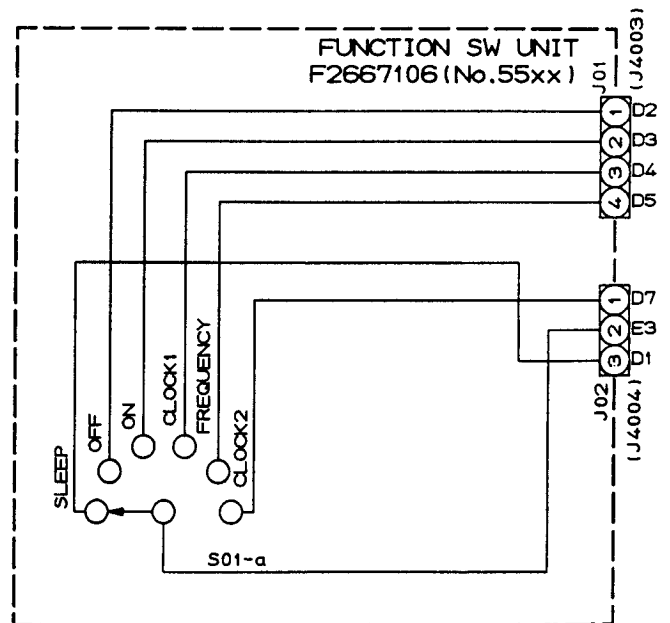 FUNCTION SW UNIT
F2667106(No.55xx)
J01
(J4003)
1 D2
2 D3
3 D4
4 D5
1 D7
2 E3
3 D1
J02
(J4004)
SLEEP
OFF
ON
CLOCK1
FREQUENCY
CLOCK2
S01-a